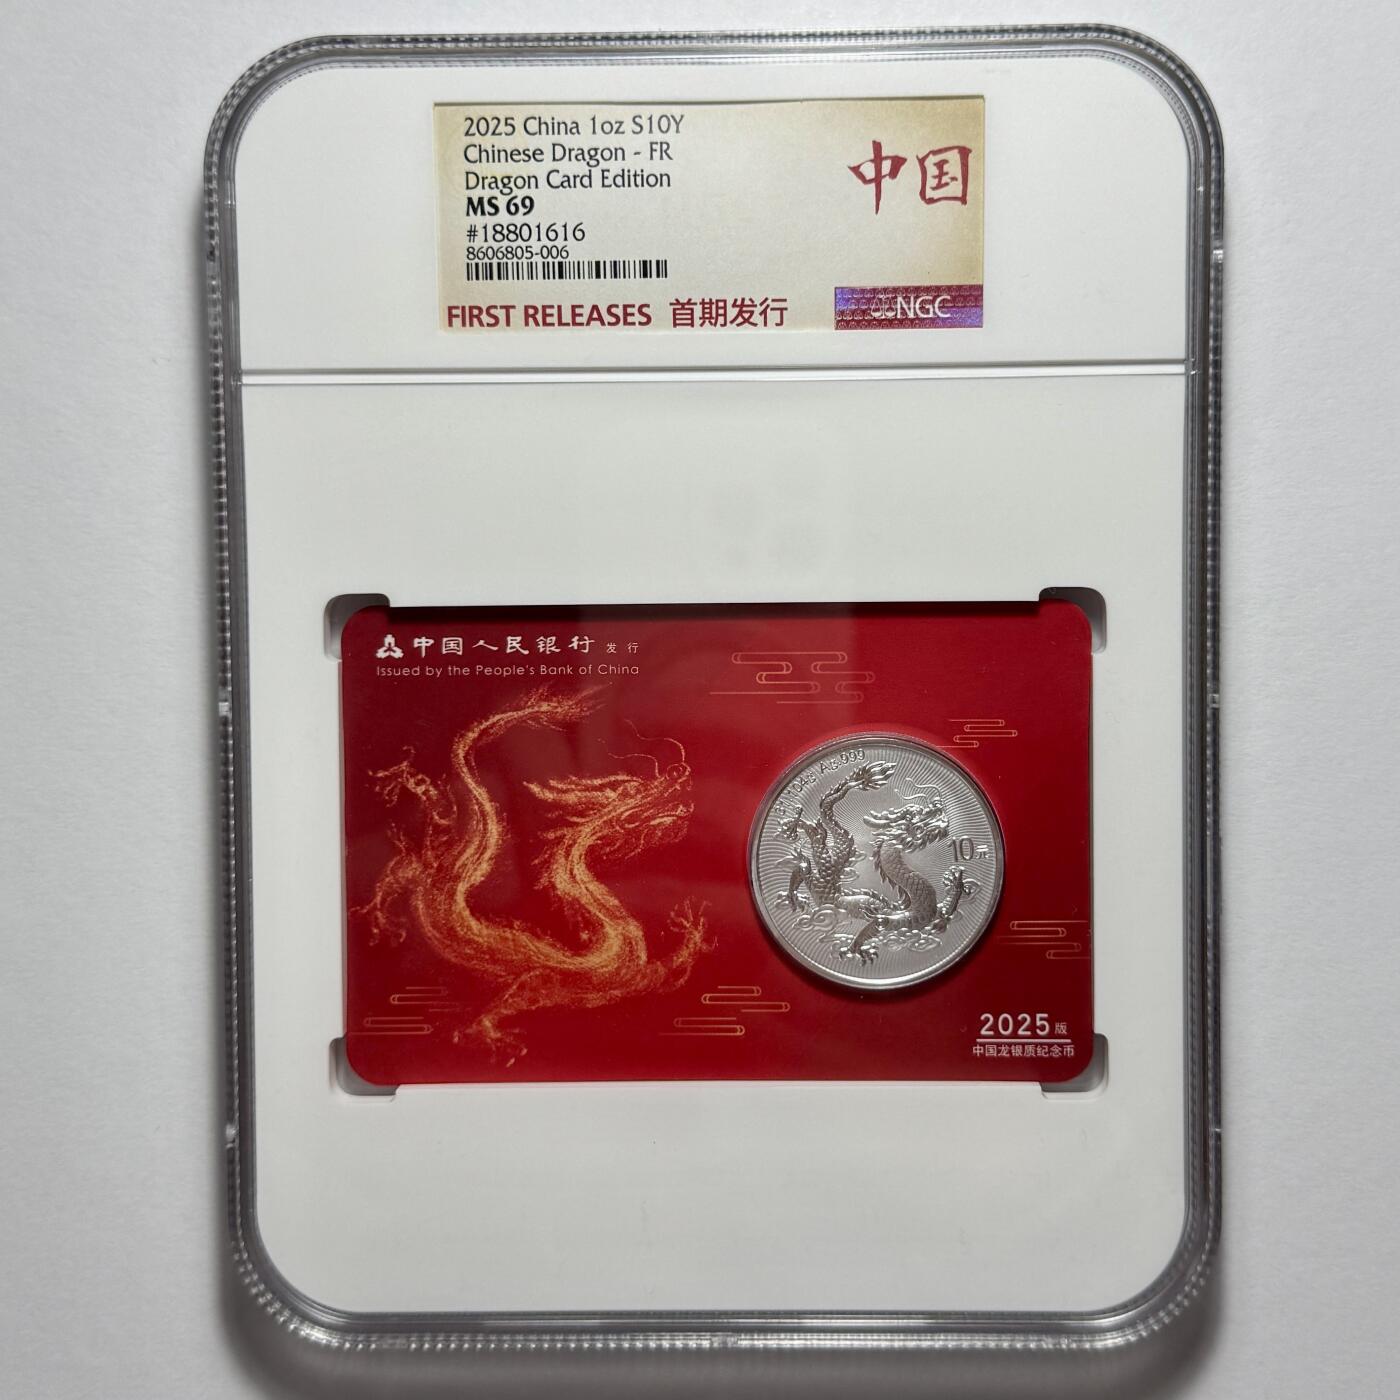 2025 China 1oz S10Y
Chinese Dragon - FR
Dragon Card Edition
MS 69
#18801616
8606805-006
中国
FIRST RELEASES 首期发行
NGC
中国人民银行 发行
Issued by the People's Bank of China
Ag.999
10元
2025版
中国龙银质纪念币